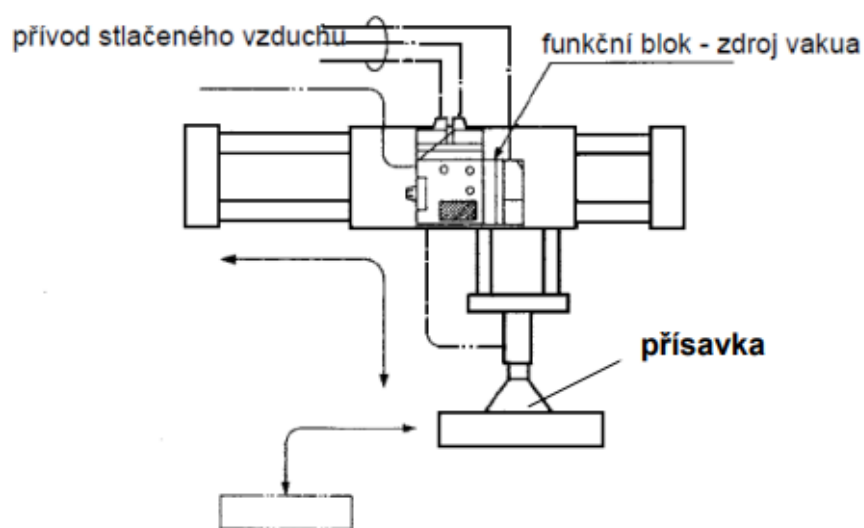 přívod stlačeného vzduchu
funkční blok - zdroj vakua
přísavka